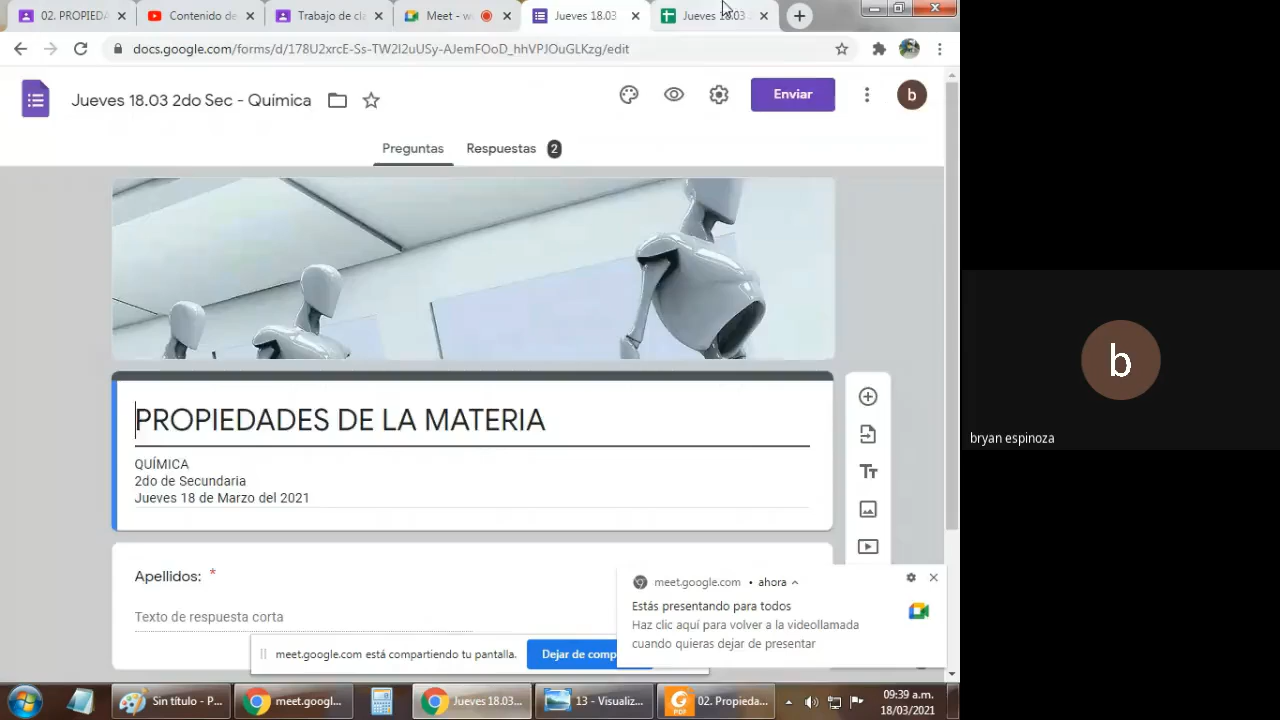 02. PROPIED
Contenido de
Trabajo de cla
Meet - w
Jueves 18.03
Jueves 18.03
docs.google.com/forms/d/178U2xrcE-Ss-TW2l2uUSy-AJemFOoD_hhVPJOuGLKzg/edit
Jueves 18.03 2do Sec - Química
Enviar
b
Preguntas
Respuestas 2
PROPIEDADES DE LA MATERIA
QUÍMICA
2do de Secundaria
Jueves 18 de Marzo del 2021
Apellidos: *
Texto de respuesta corta
meet.google.com • ahora
Estás presentando para todos
Haz clic aquí para volver a la videollamada
cuando quieras dejar de presentar
meet.google.com está compartiendo tu pantalla.
Dejar de comp
b
bryan espinoza
Sin título - P...
meet.googl...
Jueves 18.03...
13 - Visualiz...
02. Propieda...
09:39 a.m.
18/03/2021